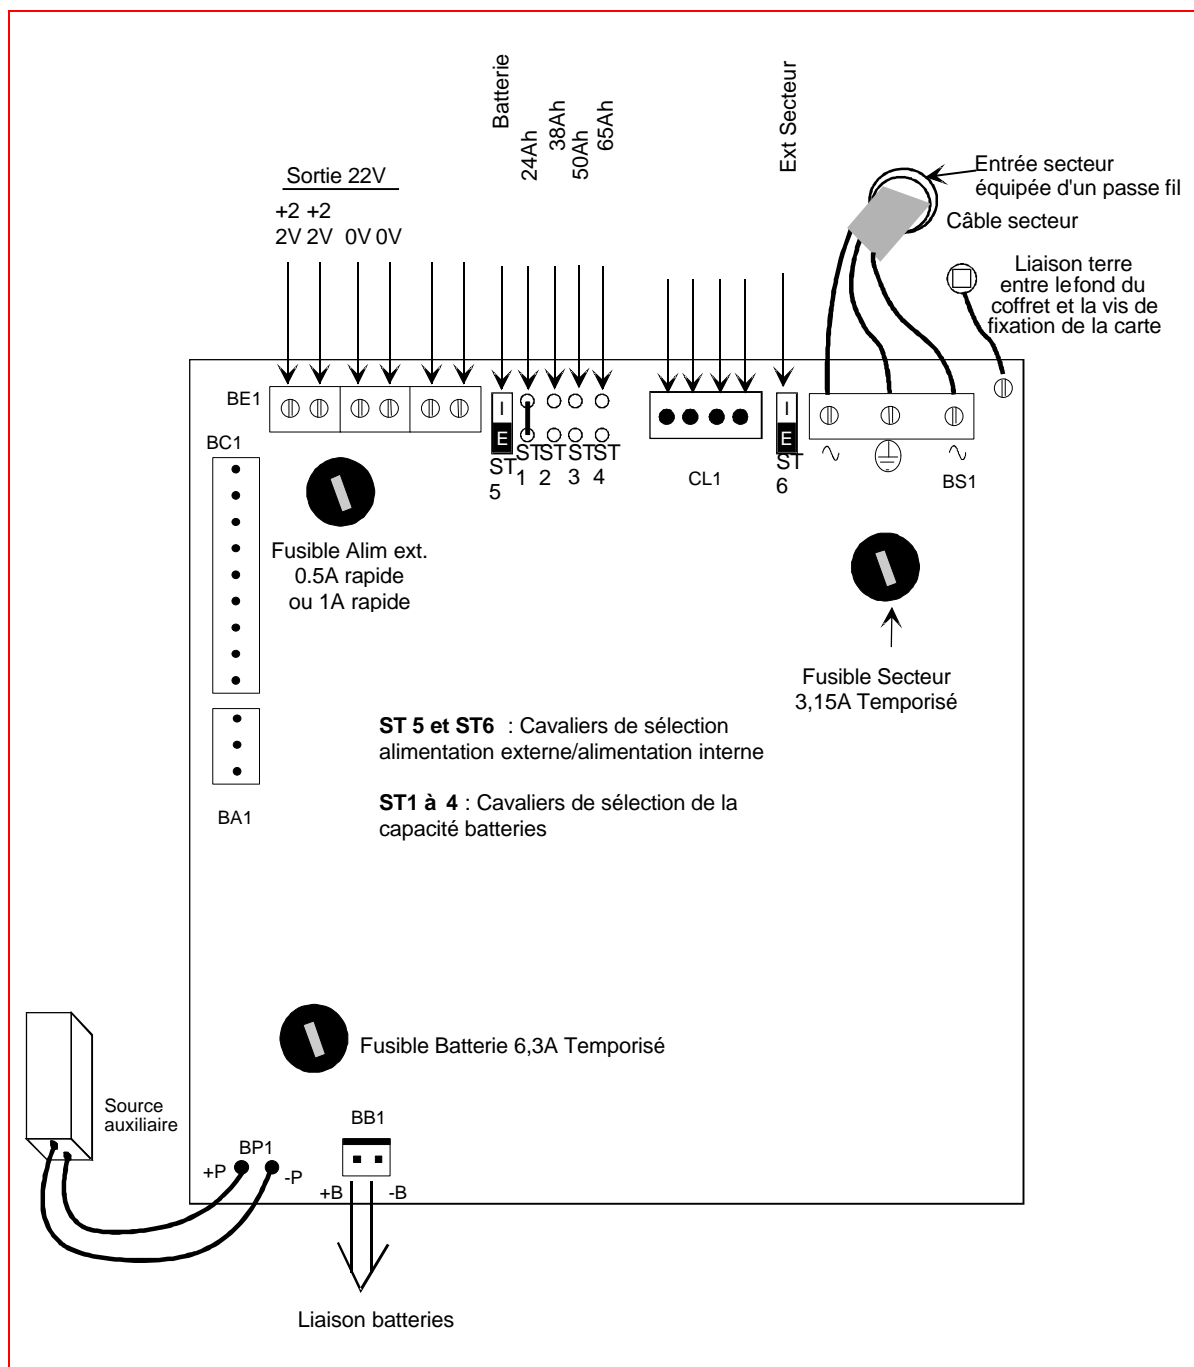 Batterie
24Ah
38Ah
50Ah
65Ah
Ext Secteur
Sortie 22V
+2 +2
2V 2V 0V 0V
Entrée secteur
équipée d'un passe fil
Câble secteur
Liaison terre
entre le fond du
coffret et la vis de
fixation de la carte
BE1
I
E
ST
5
ST
1
ST
2
ST
3
ST
4
CL1
I
E
ST
6
BS1
BC1
Fusible Alim ext.
0.5A rapide
ou 1A rapide
Fusible Secteur
3,15A Temporisé
ST 5 et ST6 : Cavaliers de sélection
alimentation externe/alimentation interne
ST1 à 4 : Cavaliers de sélection de la
capacité batteries
BA1
Fusible Batterie 6,3A Temporisé
Source
auxiliaire
BP1
+P
-P
BB1
+B
-B
Liaison batteries